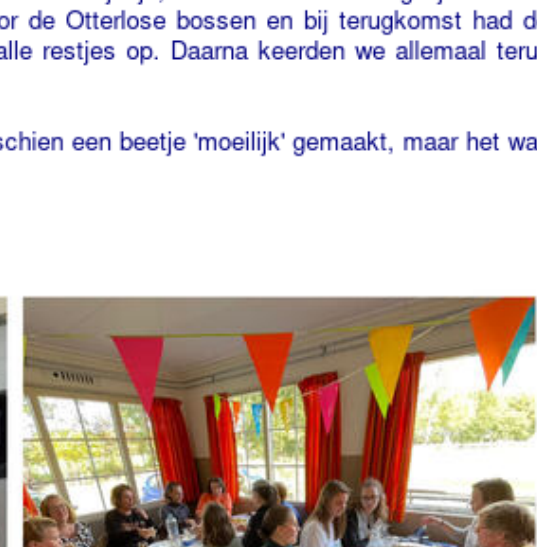 or de Otterlose bossen en bij terugkomst had d
alle restjes op. Daarna keerden we allemaal teru
schien een beetje 'moeilijk' gemaakt, maar het wa